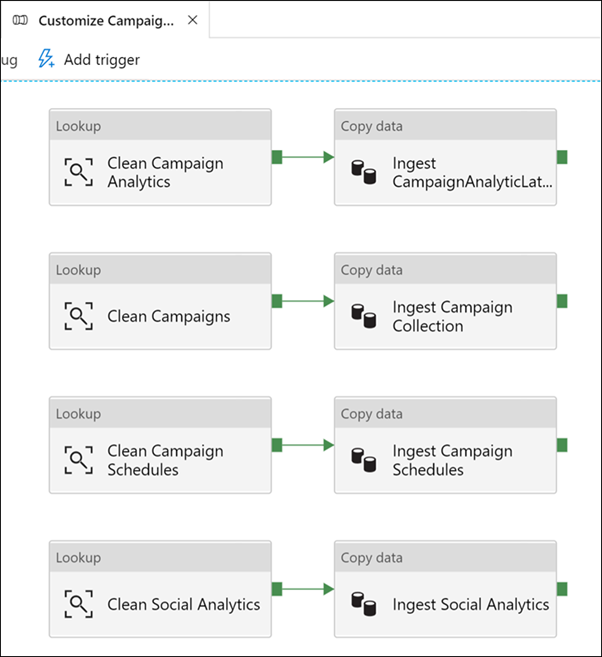 Customize Campaig...
ug Add trigger
Lookup
Clean Campaign
Analytics
Copy data
Ingest
CampaignAnalyticLat...
Lookup
Clean Campaigns
Copy data
Ingest Campaign
Collection
Lookup
Clean Campaign
Schedules
Copy data
Ingest Campaign
Schedules
Lookup
Clean Social Analytics
Copy data
Ingest Social Analytics